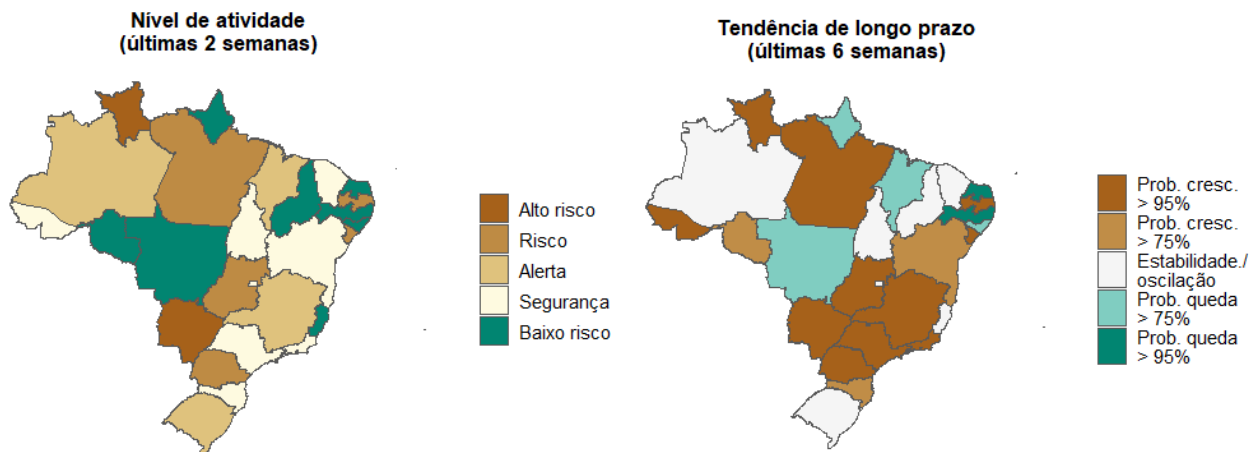 Nível de atividade
(últimas 2 semanas)
Alto risco
Risco
Alerta
Segurança
Baixo risco
Tendência de longo prazo
(últimas 6 semanas)
Prob. cresc.
> 95%
Prob. cresc.
> 75%
Estabilidade./
oscilação
Prob. queda
> 75%
Prob. queda
> 95%